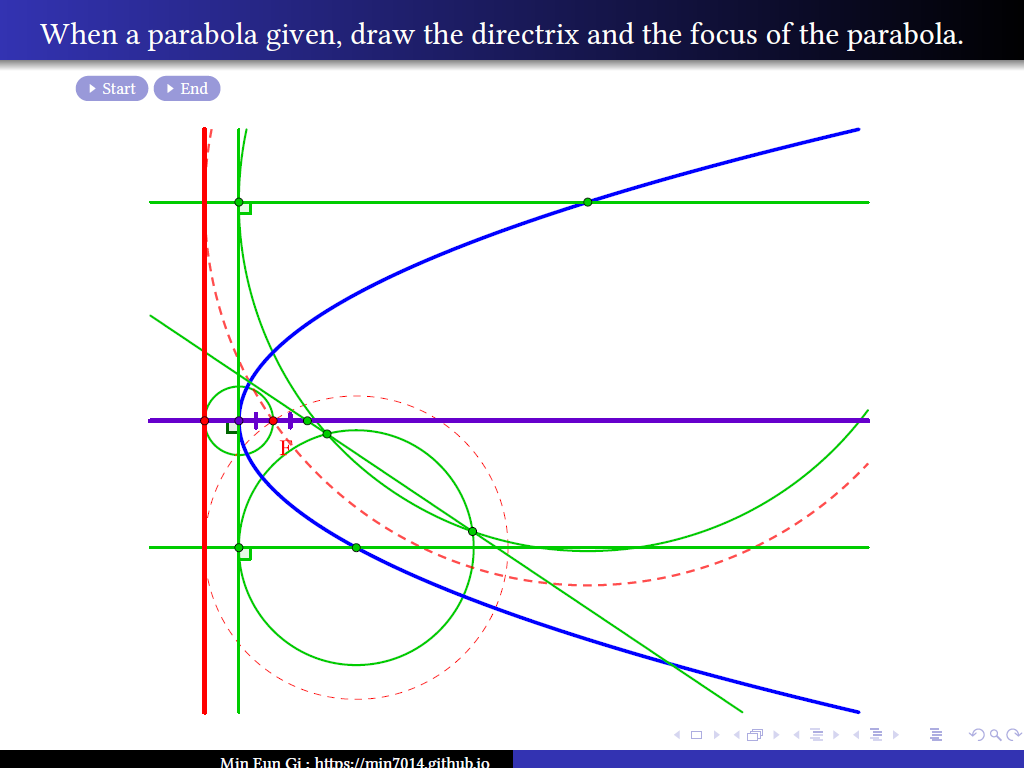 When a parabola given, draw the directrix and the focus of the parabola.
Start
End
F
Min Eun Gi : https://min7014.github.io